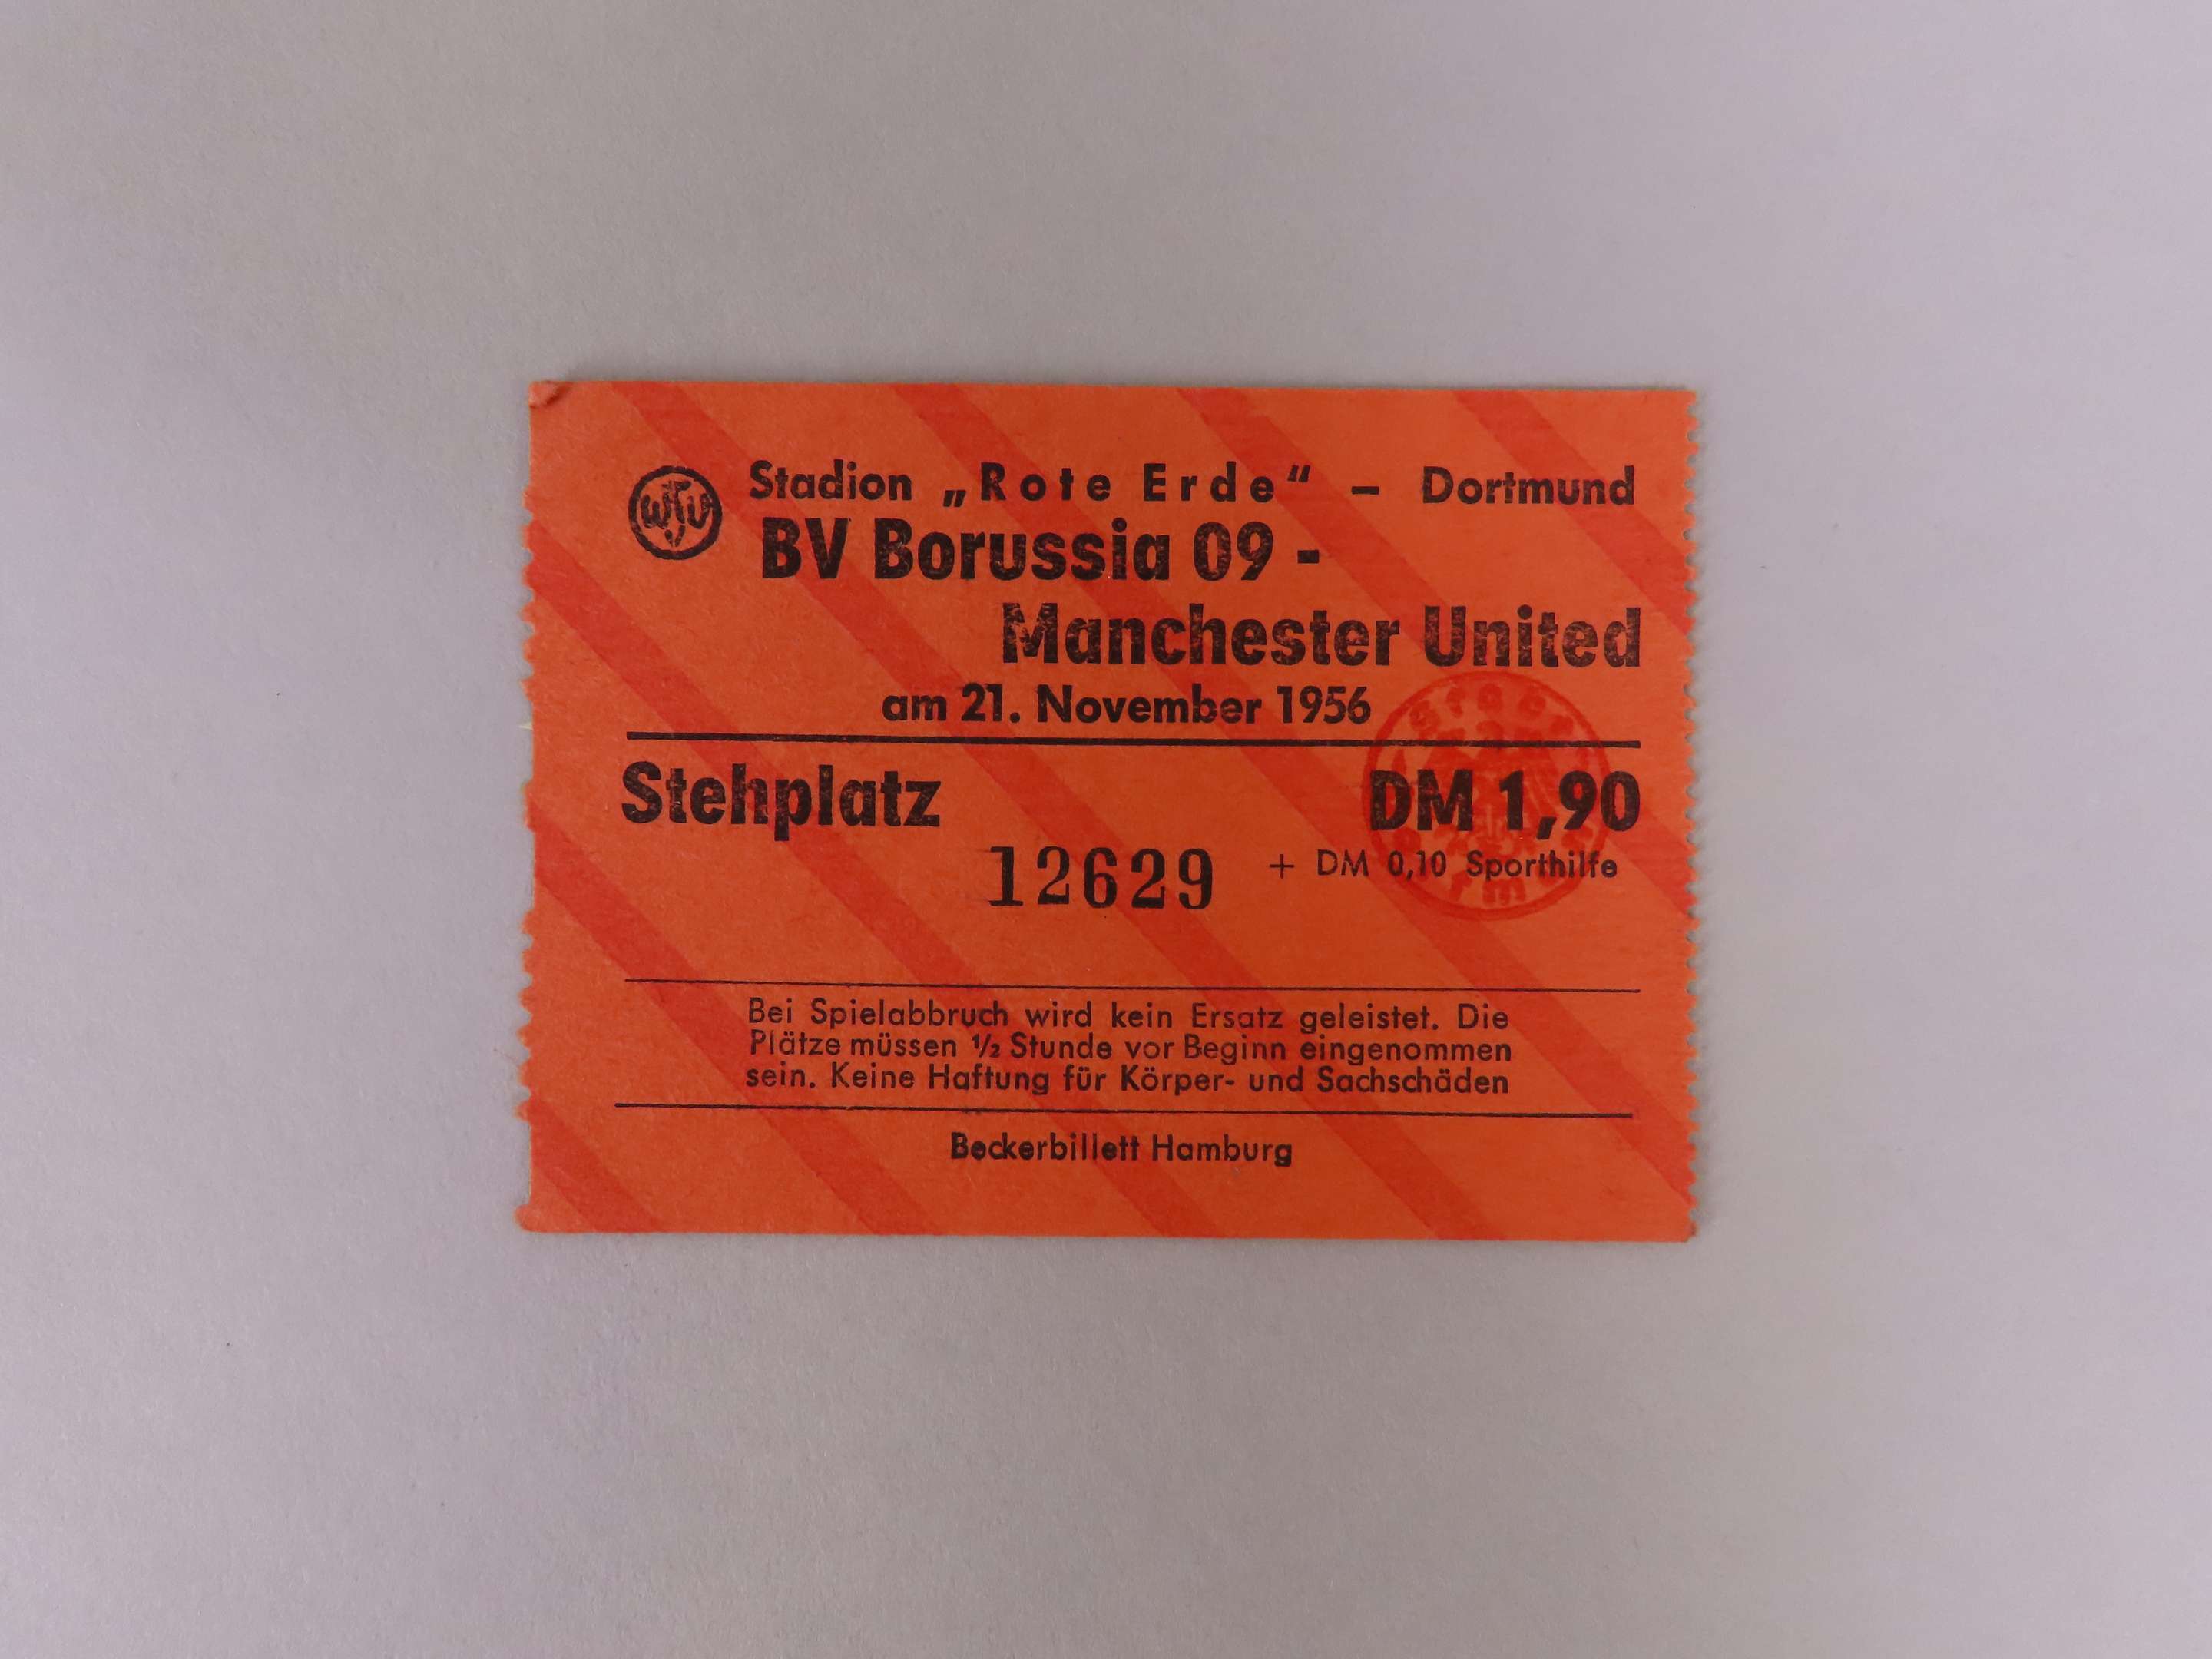 WFV
Stadion „Rote Erde“ – Dortmund
BV Borussia 09 -
Manchester United
am 21. November 1956
Stehplatz DM 1,90
12629 + DM 0,10 Sporthilfe
Bei Spielabbruch wird kein Ersatz geleistet. Die
Plätze müssen ½ Stunde vor Beginn eingenommen
sein. Keine Haftung für Körper- und Sachschäden
Beckerbillett Hamburg